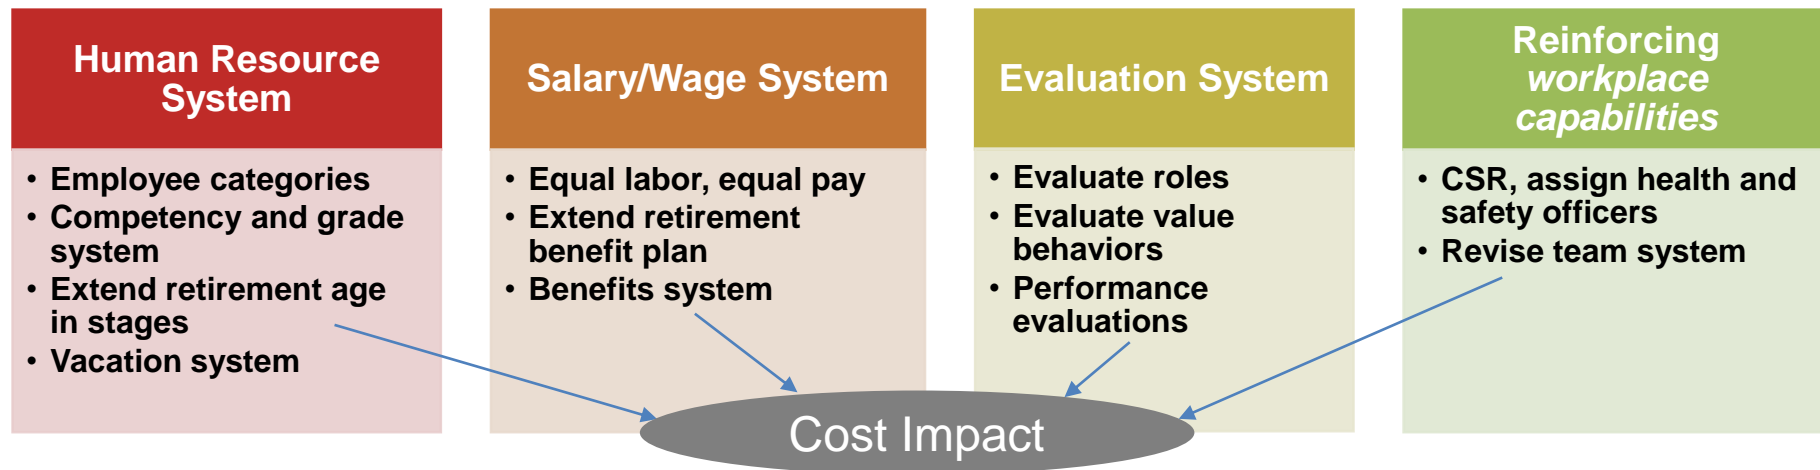 Human Resource
System
• Employee categories
• Competency and grade
system
• Extend retirement age
in stages
• Vacation system
Salary/Wage System
• Equal labor, equal pay
• Extend retirement
benefit plan
• Benefits system
Evaluation System
• Evaluate roles
• Evaluate value
behaviors
• Performance
evaluations
Reinforcing
workplace
capabilities
• CSR, assign health and
safety officers
• Revise team system
Cost Impact